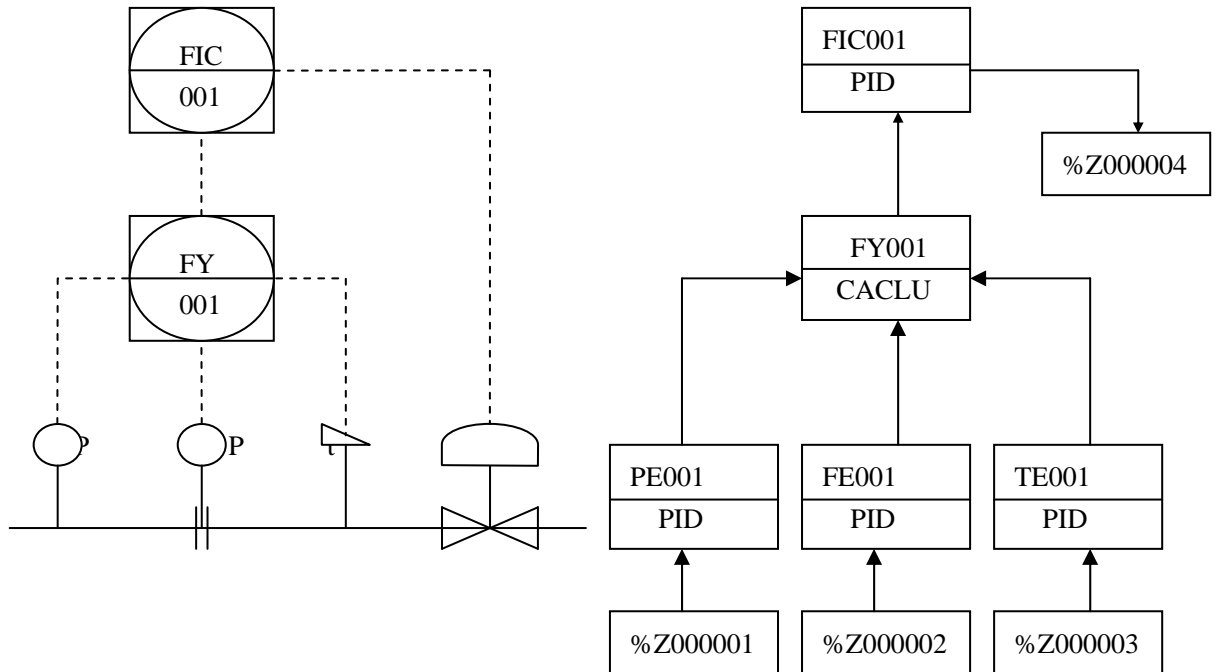 FIC
001
FY
001
P
P
t
FIC001
PID
%Z000004
FY001
CACLU
PE001
PID
FE001
PID
TE001
PID
%Z000001
%Z000002
%Z000003